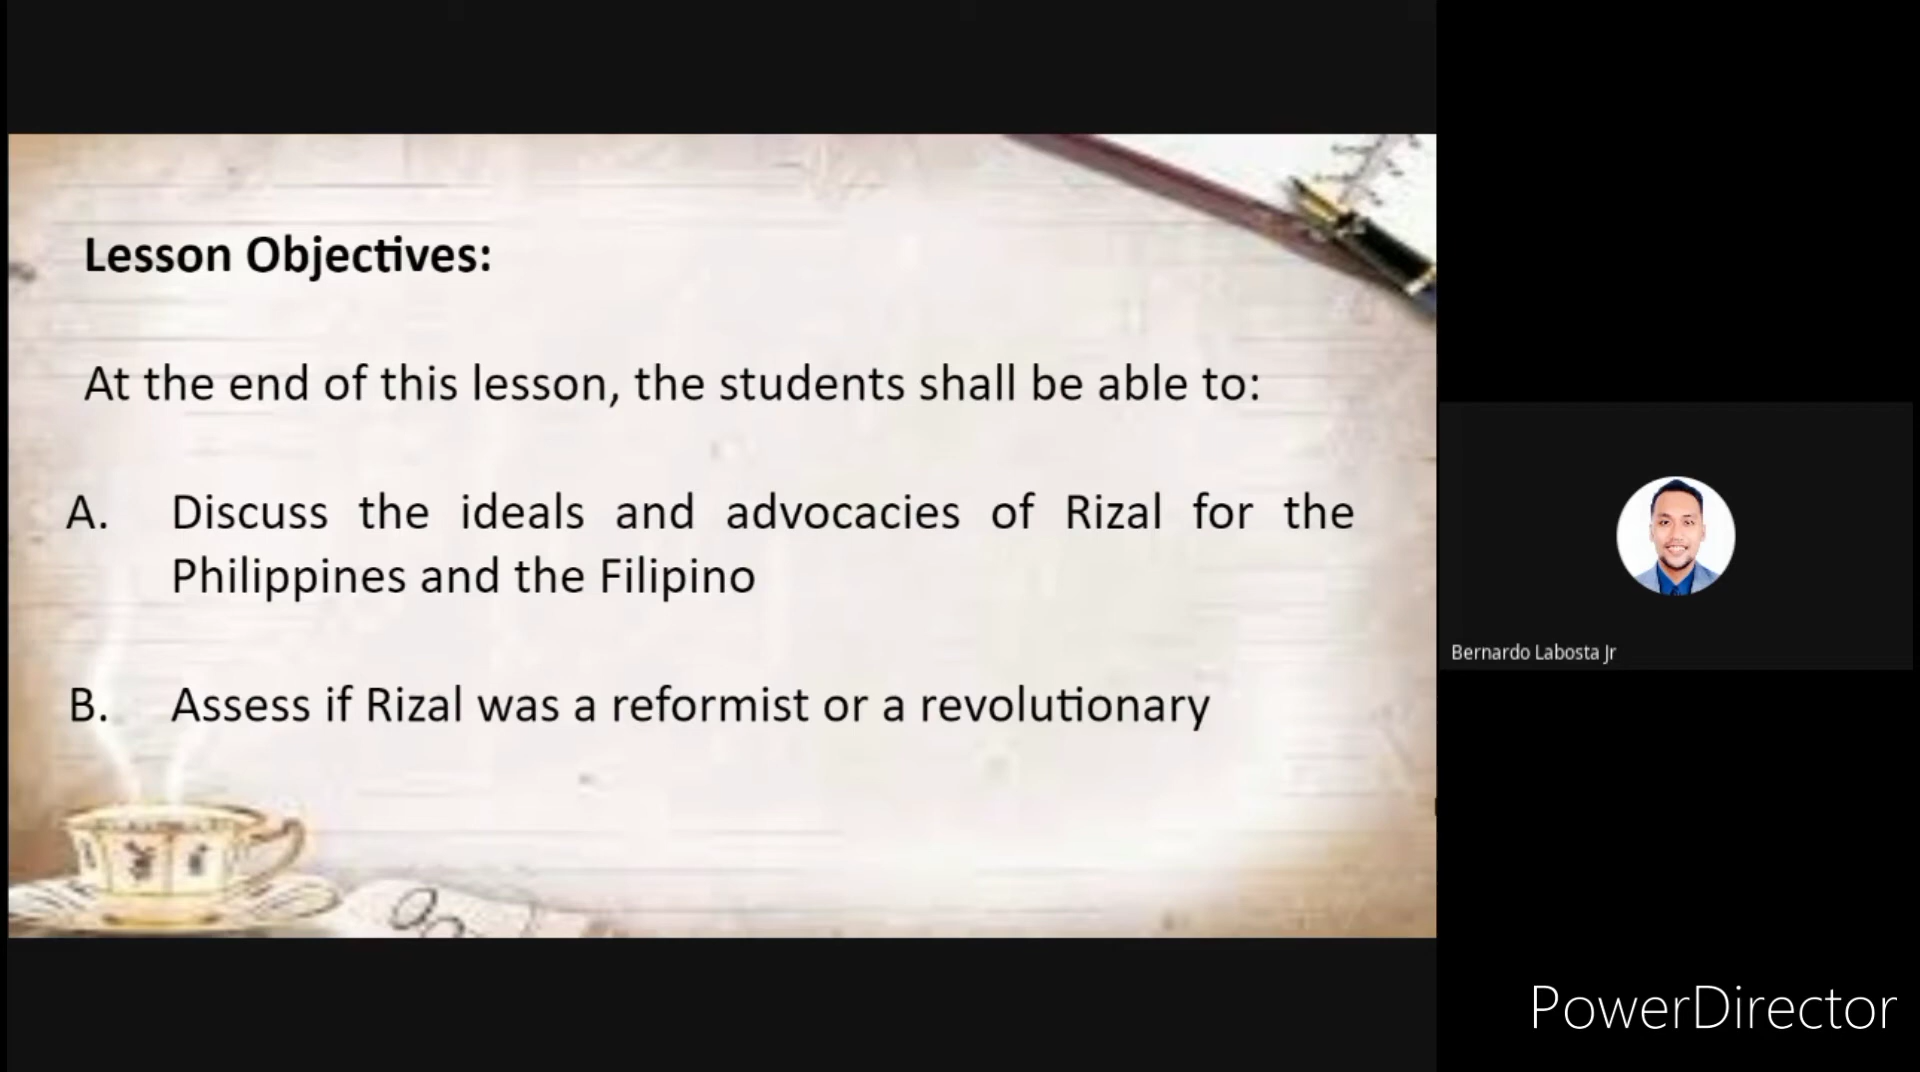 Lesson Objectives:
At the end of this lesson, the students shall be able to:
A. Discuss the ideals and advocacies of Rizal for the
Philippines and the Filipino
B. Assess if Rizal was a reformist or a revolutionary
Bernardo Labosta Jr
PowerDirector